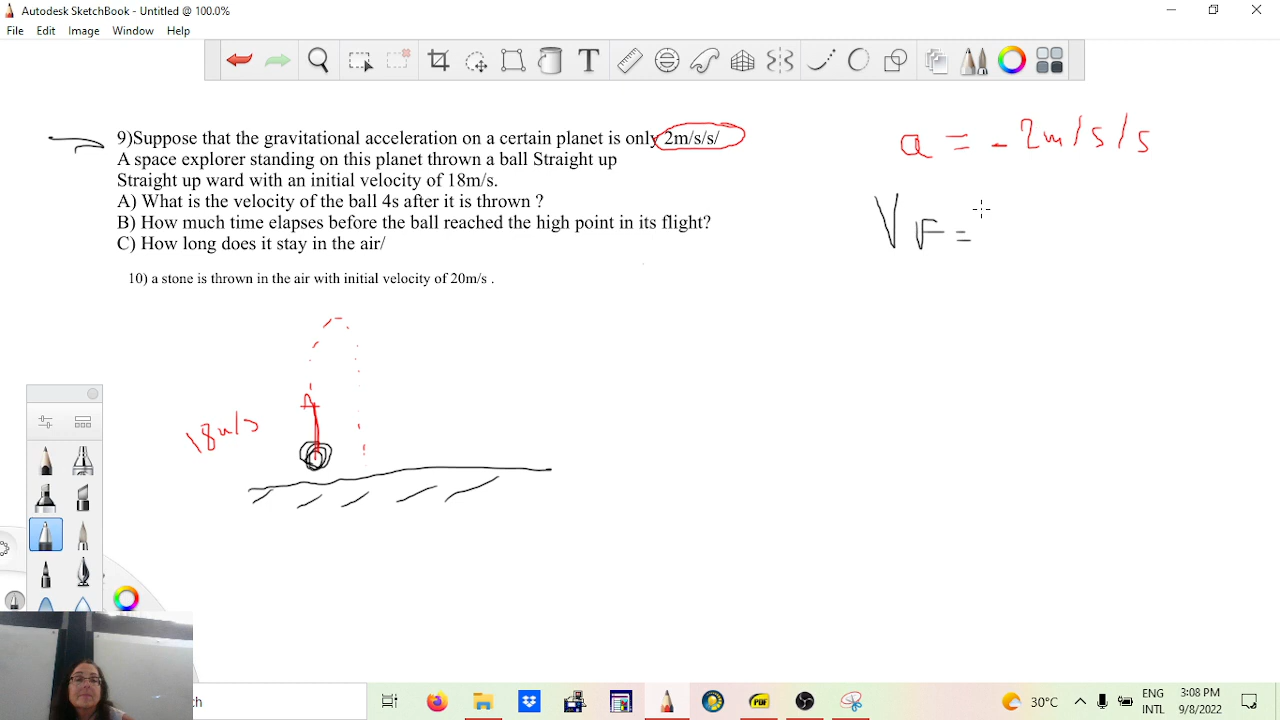 Autodesk SketchBook - Untitled @ 100.0%
File Edit Image Window Help
9)Suppose that the gravitational acceleration on a certain planet is only 2m/s/s/
A space explorer standing on this planet thrown a ball Straight up
Straight up ward with an initial velocity of 18m/s.
A) What is the velocity of the ball 4s after it is thrown ?
B) How much time elapses before the ball reached the high point in its flight?
C) How long does it stay in the air/
10) a stone is thrown in the air with initial velocity of 20m/s .
a = - 2m/s/s
VF =
18m/s
ch
PDF
30°C
ENG
INTL
3:08 PM
9/8/2022